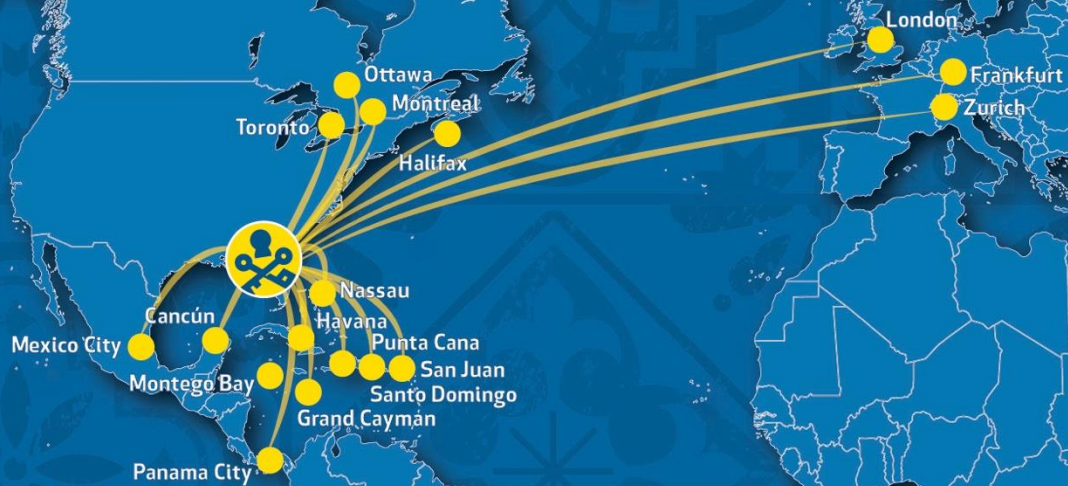 London
Ottawa
Frankfurt
Montreal
Zurich
Toronto
Halifax
Nassau
Cancún
Havana
Mexico City
Punta Cana
San Juan
Montego Bay
Santo Domingo
Grand Cayman
Panama City